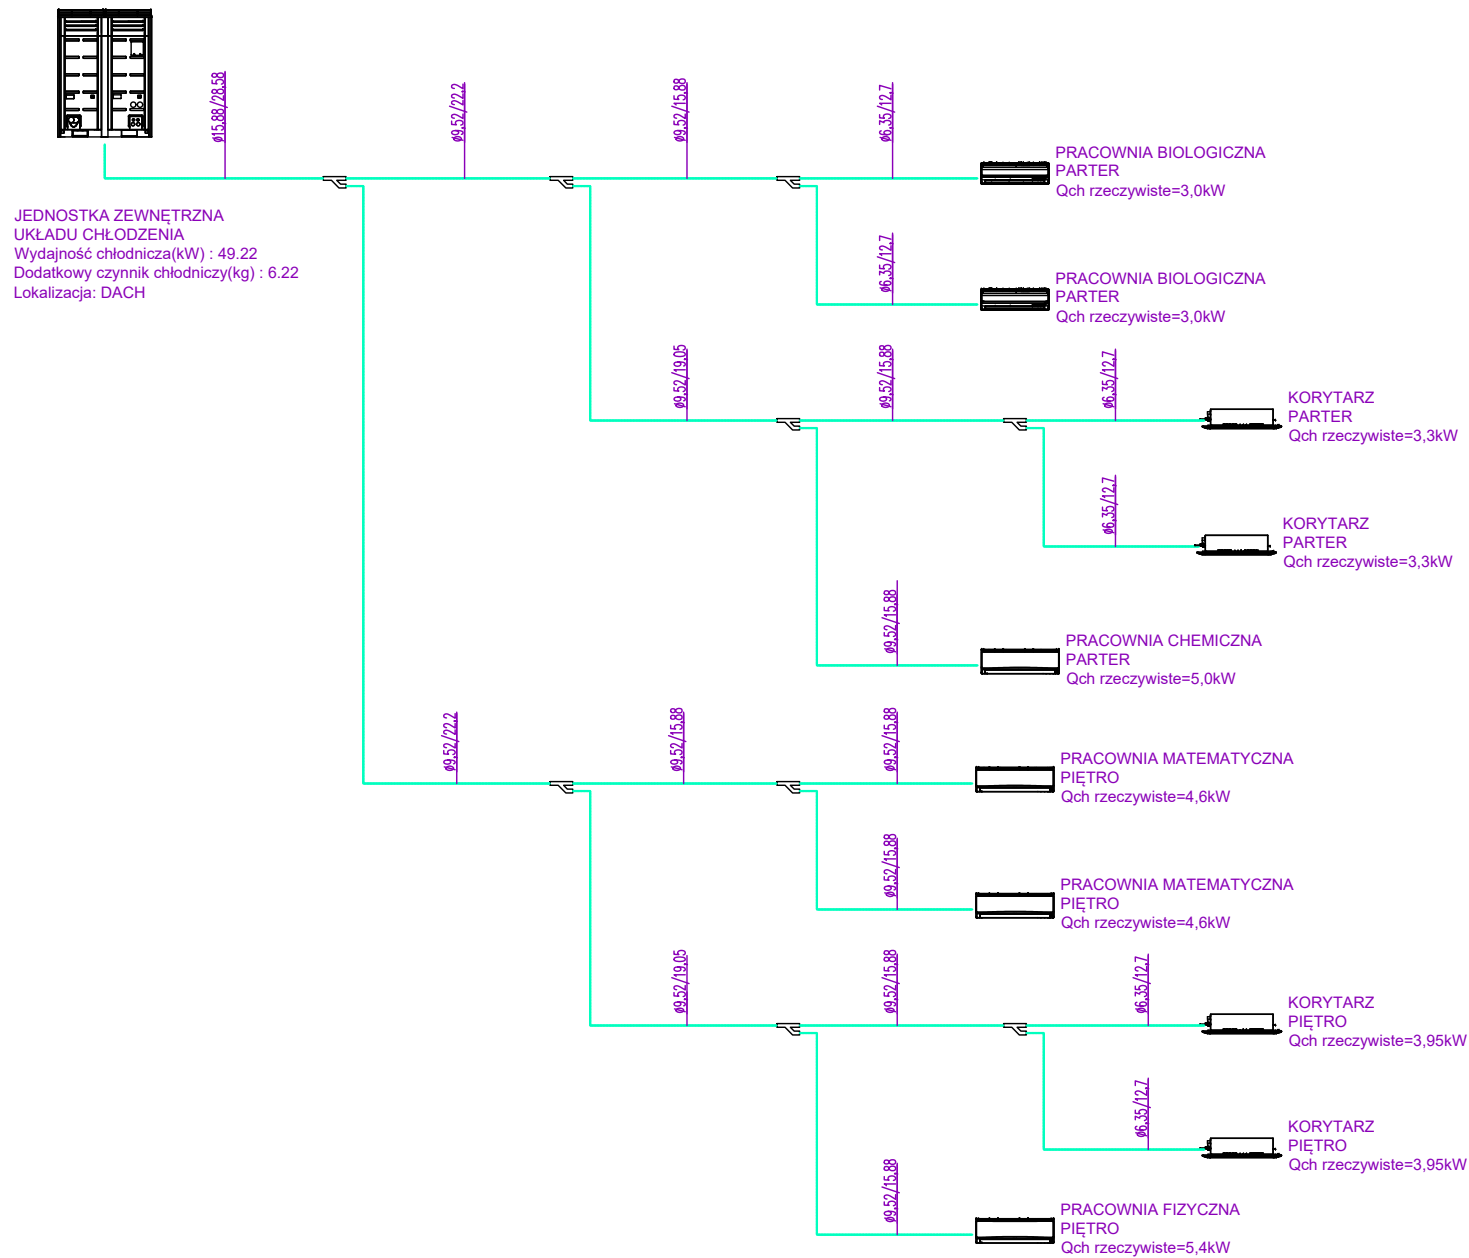 ø15.88/28.58
ø9.52/22.2
ø9.52/15.88
ø6.35/12.7
PRACOWNIA BIOLOGICZNA
PARTER
Qch rzeczywiste=3,0kW
JEDNOSTKA ZEWNĘTRZNA
UKŁADU CHŁODZENIA
Wydajność chłodnicza(kW) : 49.22
Dodatkowy czynnik chłodniczy(kg) : 6.22
Lokalizacja: DACH
ø6.35/12.7
PRACOWNIA BIOLOGICZNA
PARTER
Qch rzeczywiste=3,0kW
ø9.52/19.05
ø9.52/15.88
ø6.35/12.7
KORYTARZ
PARTER
Qch rzeczywiste=3,3kW
ø6.35/12.7
KORYTARZ
PARTER
Qch rzeczywiste=3,3kW
ø9.52/15.88
PRACOWNIA CHEMICZNA
PARTER
Qch rzeczywiste=5,0kW
ø9.52/22.2
ø9.52/15.88
ø9.52/15.88
PRACOWNIA MATEMATYCZNA
PIĘTRO
Qch rzeczywiste=4,6kW
ø9.52/15.88
PRACOWNIA MATEMATYCZNA
PIĘTRO
Qch rzeczywiste=4,6kW
ø9.52/19.05
ø9.52/15.88
ø6.35/12.7
KORYTARZ
PIĘTRO
Qch rzeczywiste=3,95kW
ø6.35/12.7
KORYTARZ
PIĘTRO
Qch rzeczywiste=3,95kW
ø9.52/15.88
PRACOWNIA FIZYCZNA
PIĘTRO
Qch rzeczywiste=5,4kW